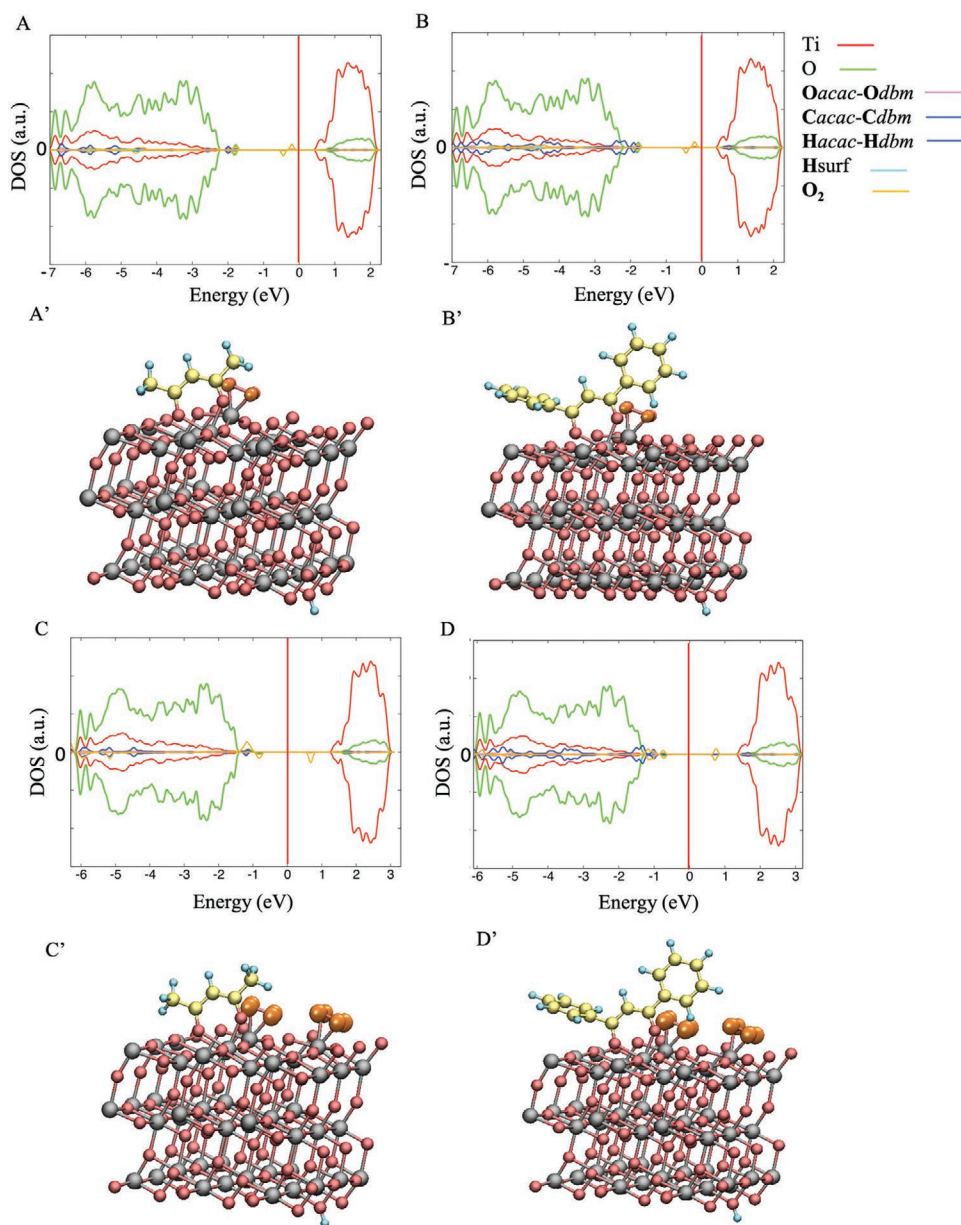 A
DOS (a.u.)
0
-7 -6 -5 -4 -3 -2 -1 0 1 2
Energy (eV)
B
DOS (a.u.)
0
-7 -6 -5 -4 -3 -2 -1 0 1 2
Energy (eV)
Ti
O
Oacac-Odbm
Cacac-Cdbm
Hacac-Hdbm
Hsurf
O2
A'
B'
C
DOS (a.u.)
0
-6 -5 -4 -3 -2 -1 0 1 2 3
Energy (eV)
D
DOS (a.u.)
0
-6 -5 -4 -3 -2 -1 0 1 2 3
Energy (eV)
C'
D'